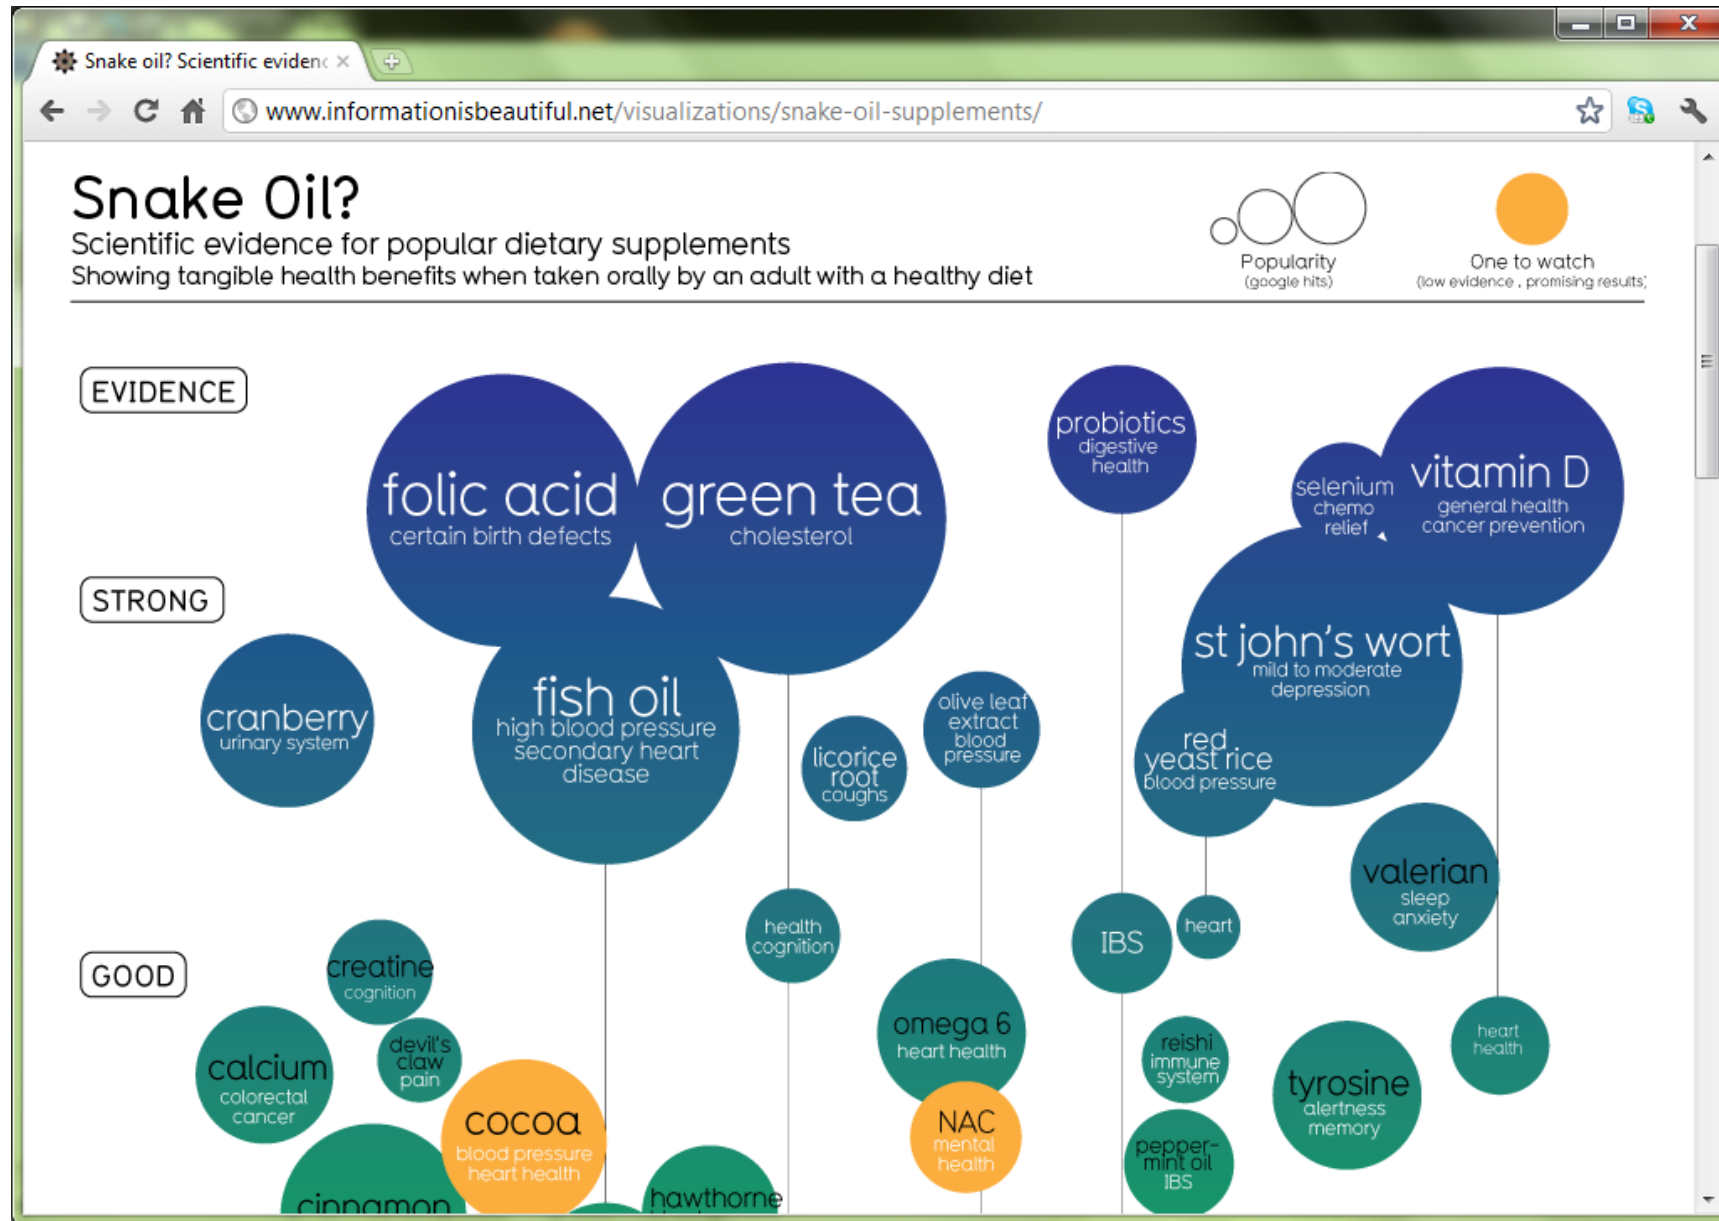 Snake oil? Scientific evidenc
www.informationisbeautiful.net/visualizations/snake-oil-supplements/
Snake Oil?
Scientific evidence for popular dietary supplements
Showing tangible health benefits when taken orally by an adult with a healthy diet
Popularity
(google hits)
One to watch
(low evidence , promising results)
EVIDENCE
folic acid
certain birth defects
green tea
cholesterol
probiotics
digestive
health
selenium
chemo
relief
vitamin D
general health
cancer prevention
STRONG
cranberry
urinary system
fish oil
high blood pressure
secondary heart
disease
licorice
root
coughs
olive leaf
extract
blood
pressure
st john's wort
mild to moderate
depression
red
yeast rice
blood pressure
valerian
sleep
anxiety
health
cognition
IBS
heart
GOOD
creatine
cognition
calcium
colorectal
cancer
devil's
claw
pain
cocoa
blood pressure
heart health
omega 6
heart health
NAC
mental
health
reishi
immune
system
pepper-
mint oil
IBS
tyrosine
alertness
memory
heart
health
cinnamon
hawthorne